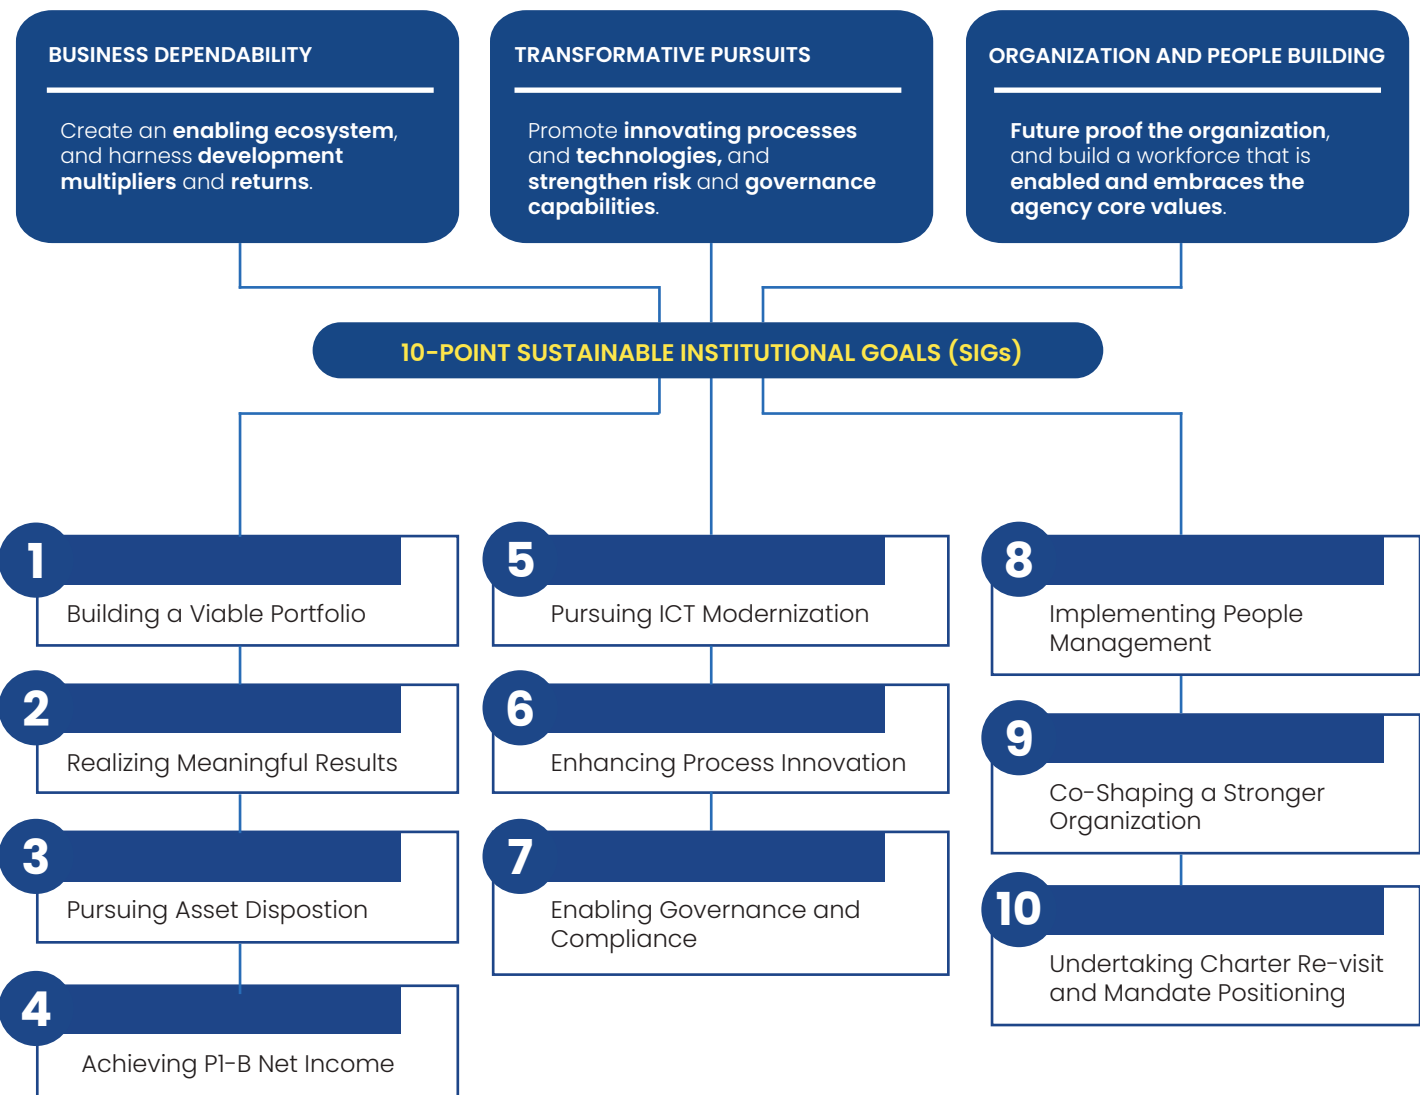 BUSINESS DEPENDABILITY
Create an enabling ecosystem,
and harness development
multipliers and returns.
TRANSFORMATIVE PURSUITS
Promote innovating processes
and technologies, and
strengthen risk and governance
capabilities.
ORGANIZATION AND PEOPLE BUILDING
Future proof the organization,
and build a workforce that is
enabled and embraces the
agency core values.
10-POINT SUSTAINABLE INSTITUTIONAL GOALS (SIGs)
1
Building a Viable Portfolio
2
Realizing Meaningful Results
3
Pursuing Asset Dispostion
4
Achieving P1-B Net Income
5
Pursuing ICT Modernization
6
Enhancing Process Innovation
7
Enabling Governance and
Compliance
8
Implementing People
Management
9
Co-Shaping a Stronger
Organization
10
Undertaking Charter Re-visit
and Mandate Positioning